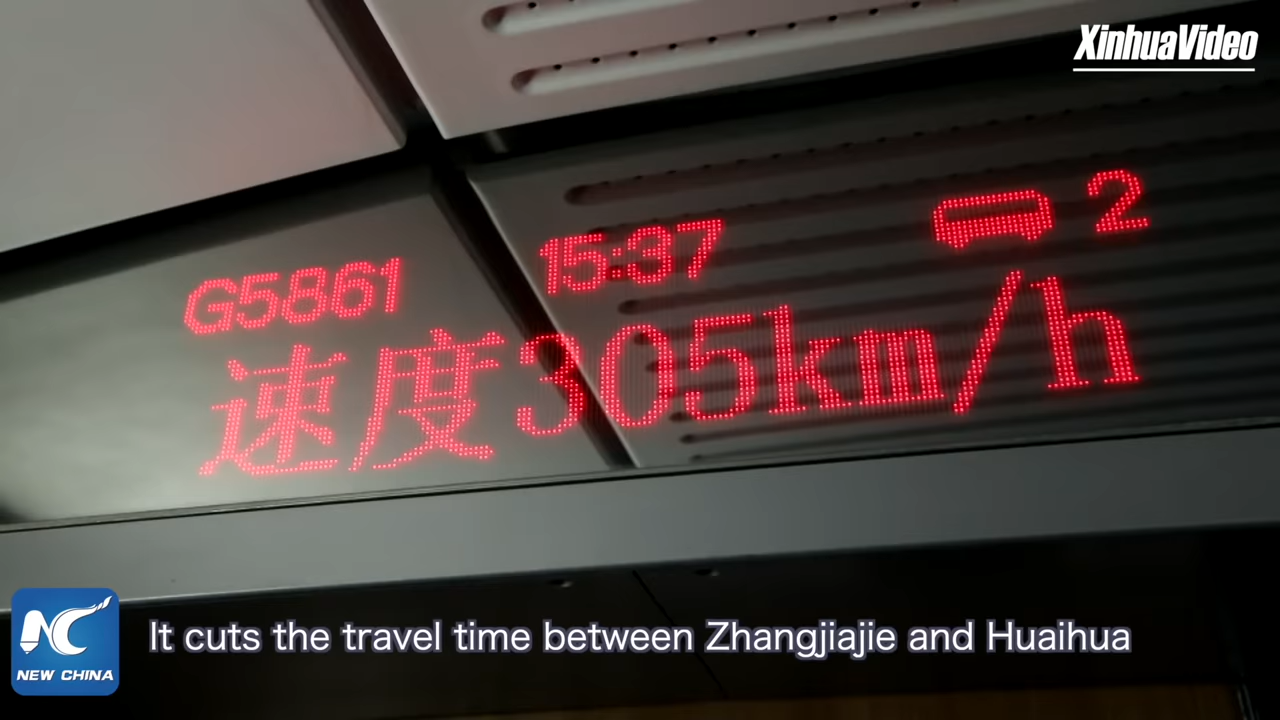 XinhuaVideo
G5861 15:37 2
速度305km/h
It cuts the travel time between Zhangjiajie and Huaihua
NC
NEW CHINA